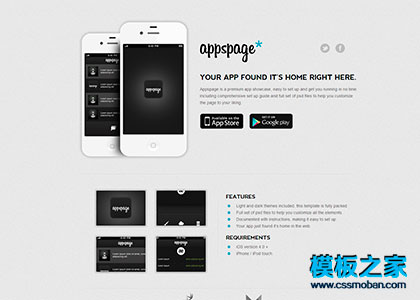 appspage*
YOUR APP FOUND IT'S HOME RIGHT HERE.
Appspage is a premium app showcase, easy to set up and get you running in no time
including comprehensive set up guide and full set of psd files to help you customize
the page to your liking
Available on the
App Store
GET IT ON
Google play
FEATURES
Light and dark themes included, this template is fully packed
Full set of psd files to help you customize all the elements
Documented with instructions, making it easy to set up
Your app just found it's home in the web
REQUIREMENTS
iOS version 4.0 +
iPhone / iPod touch
模板之家
www.cssmoban.com